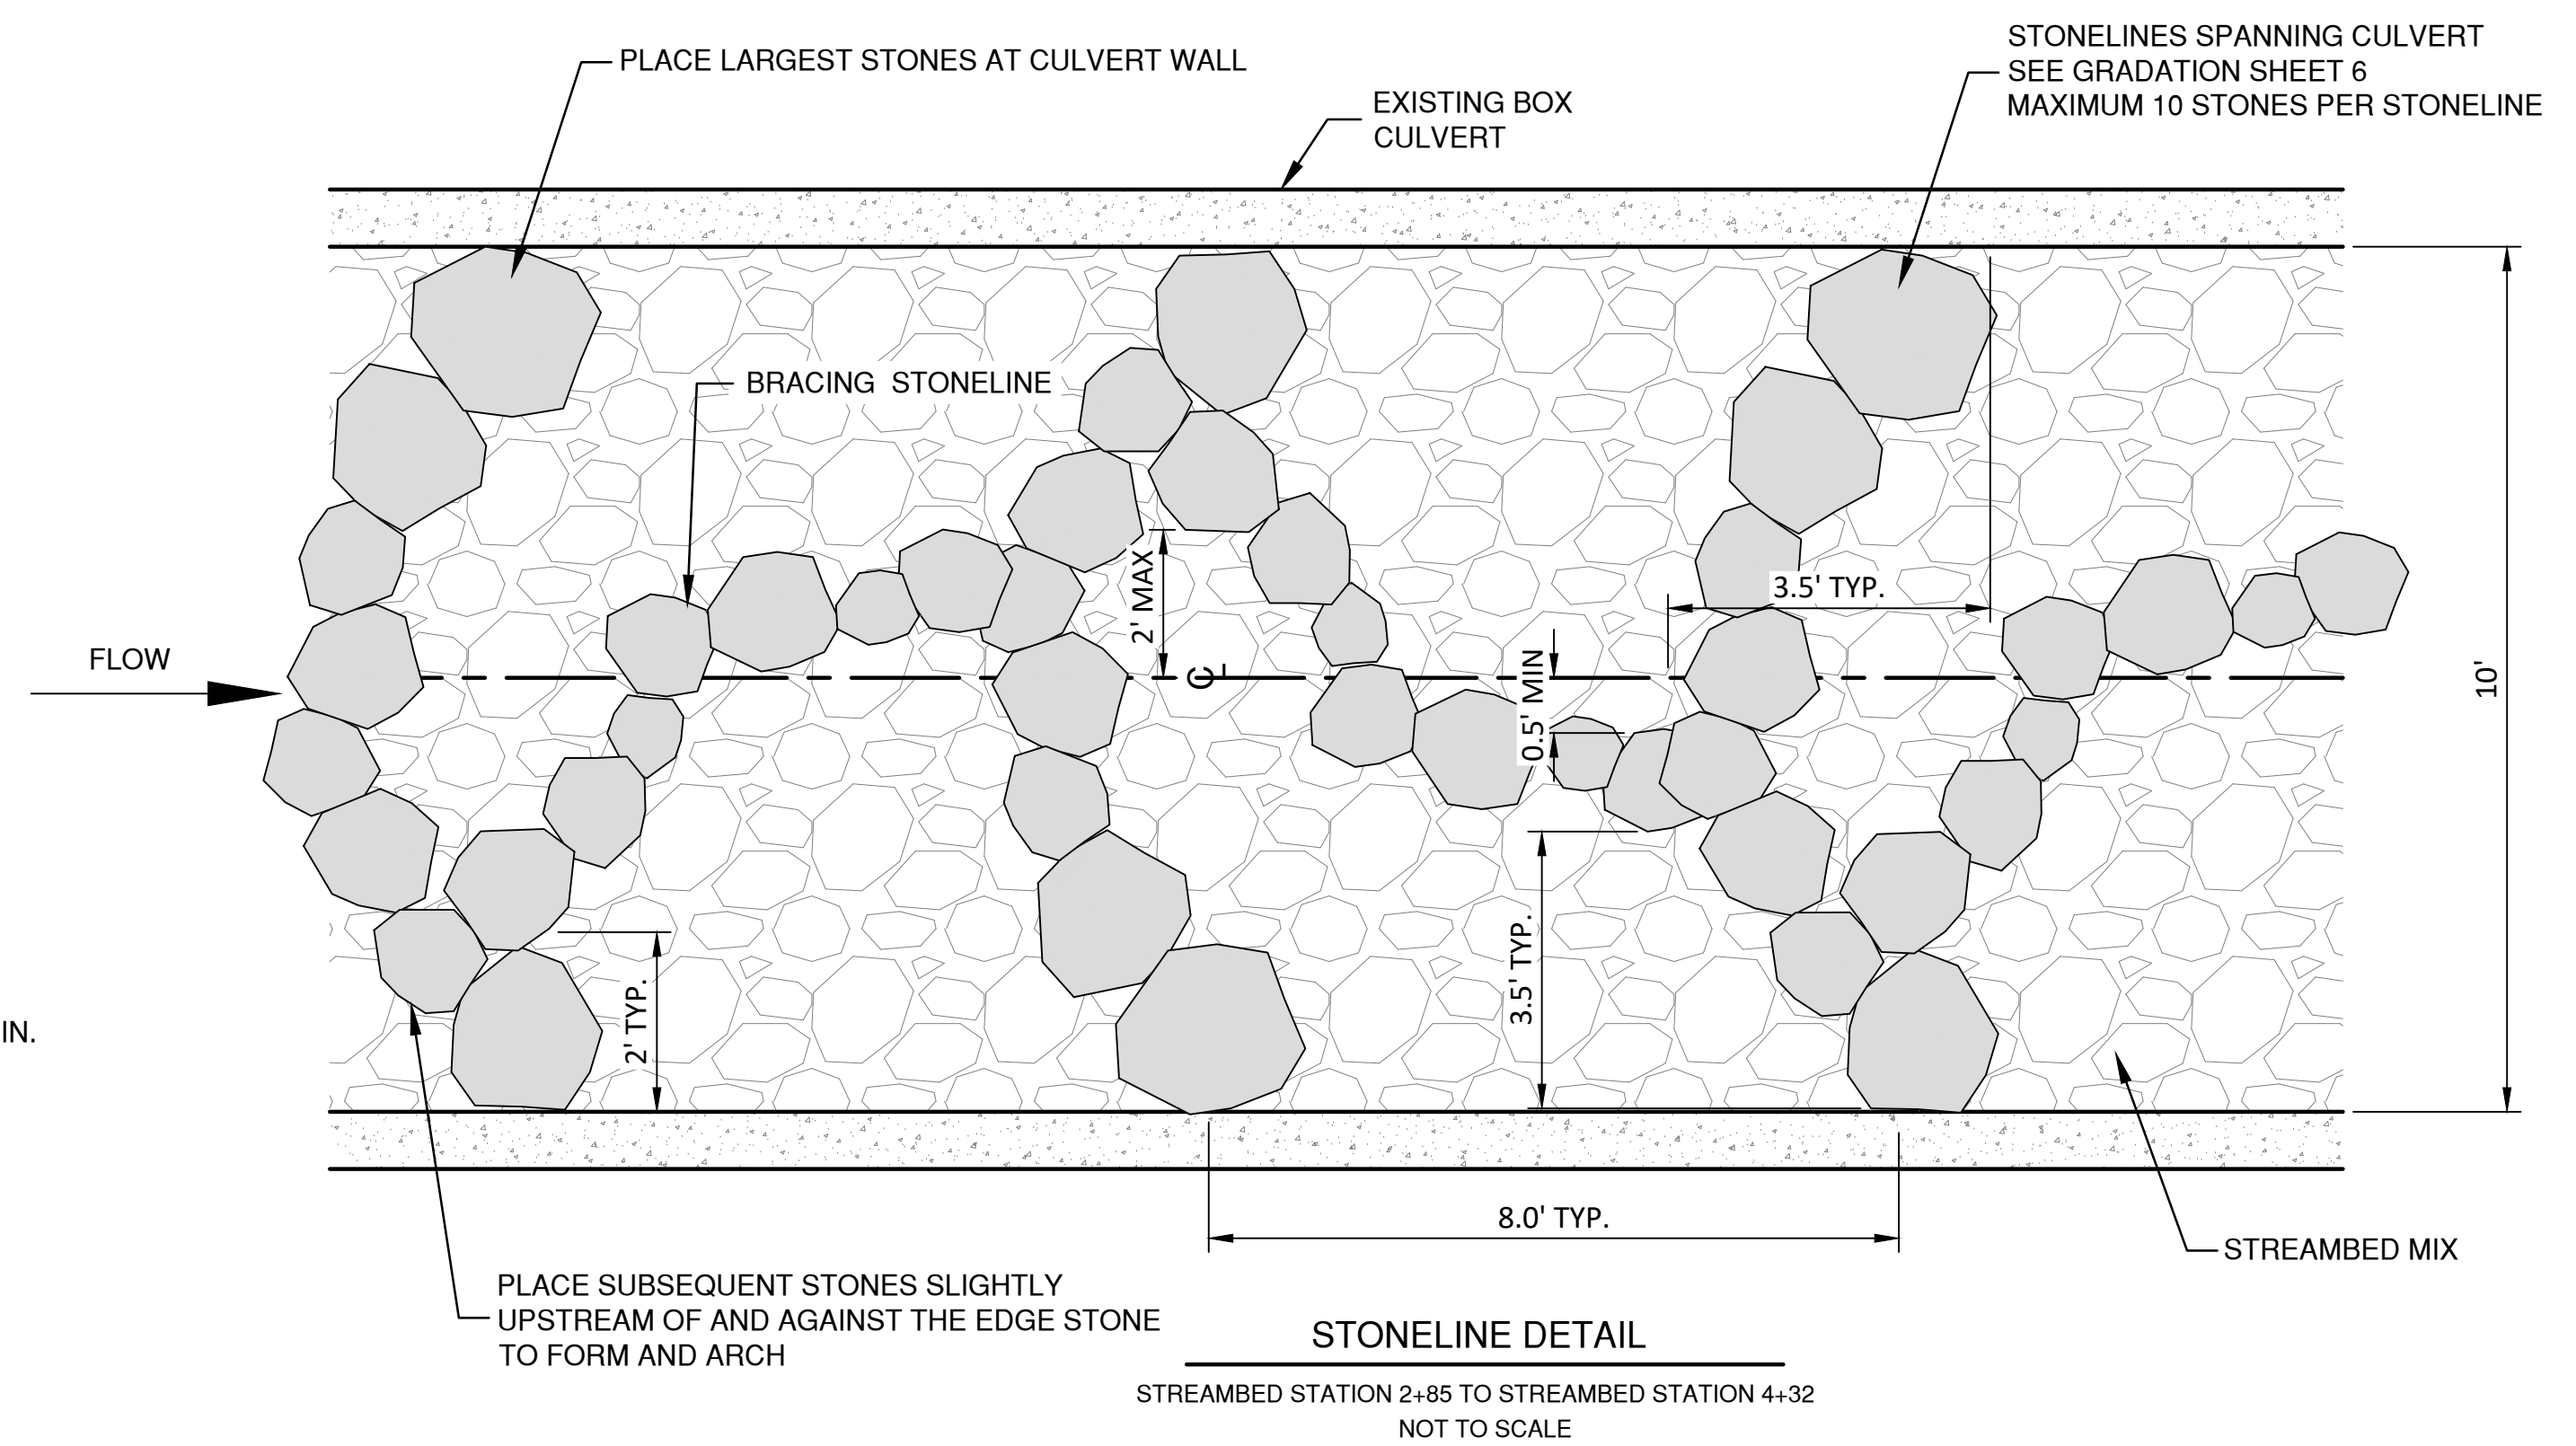 PLACE LARGEST STONES AT CULVERT WALL
EXISTING BOX
CULVERT
STONELINES SPANNING CULVERT
SEE GRADATION SHEET 6
MAXIMUM 10 STONES PER STONELINE
BRACING STONELINE
2' MAX
3.5' TYP.
FLOW
CL
0.5' MIN
10'
IN.
2' TYP.
3.5' TYP.
8.0' TYP.
STREAMBED MIX
PLACE SUBSEQUENT STONES SLIGHTLY
UPSTREAM OF AND AGAINST THE EDGE STONE
TO FORM AND ARCH
STONELINE DETAIL
STREAMBED STATION 2+85 TO STREAMBED STATION 4+32
NOT TO SCALE